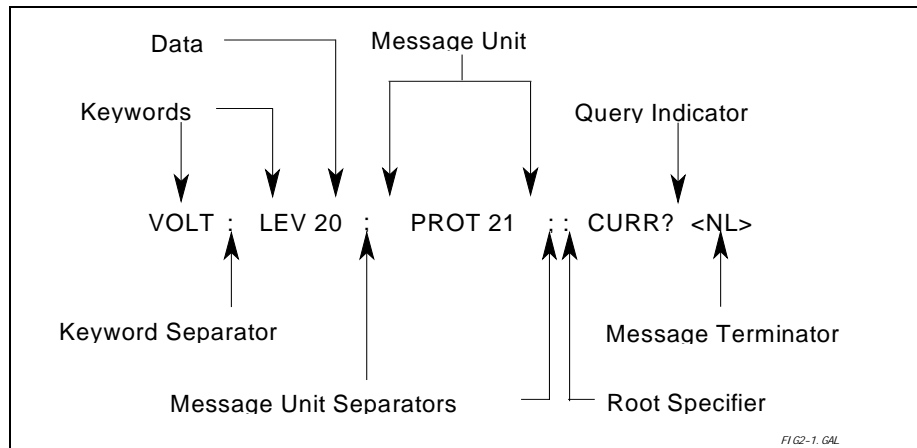 Data
Message Unit
Keywords
Query Indicator
VOLT : LEV 20 ; PROT 21 ; : CURR? <NL>
Keyword Separator
Message Terminator
Message Unit Separators
Root Specifier
FIG2-1.GAL